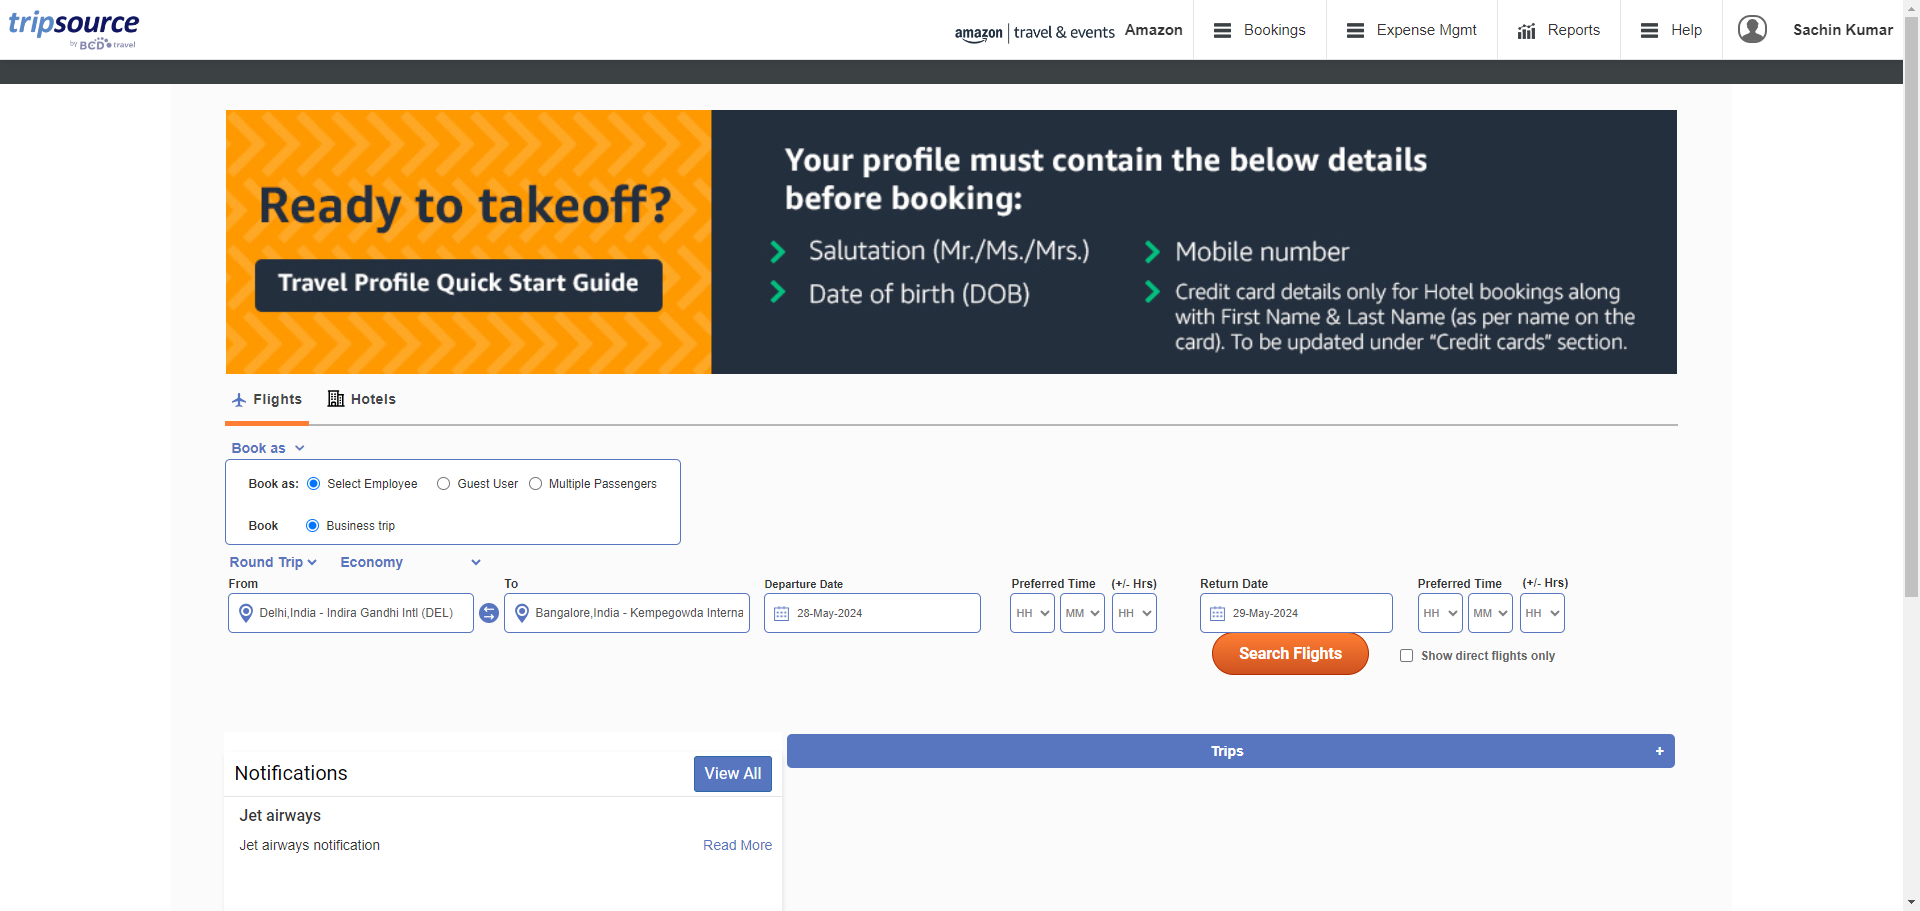 tripsource
by BCD travel
amazon | travel & events Amazon
Bookings
Expense Mgmt
Reports
Help
Sachin Kumar
Ready to takeoff?
Travel Profile Quick Start Guide
Your profile must contain the below details
before booking:
Salutation (Mr./Ms./Mrs.)
Date of birth (DOB)
Mobile number
Credit card details only for Hotel bookings along
with First Name & Last Name (as per name on the
card). To be updated under “Credit cards” section.
Flights
Hotels
Book as
Book as: Select Employee Guest User Multiple Passengers
Book Business trip
Round Trip Economy
From
Delhi,India - Indira Gandhi Intl (DEL)
To
Bangalore,India - Kempegowda Interna
Departure Date
28-May-2024
Preferred Time (+/- Hrs)
HH MM HH
Return Date
29-May-2024
Preferred Time (+/- Hrs)
HH MM HH
Search Flights
Show direct flights only
Notifications
View All
Jet airways
Jet airways notification
Read More
Trips +